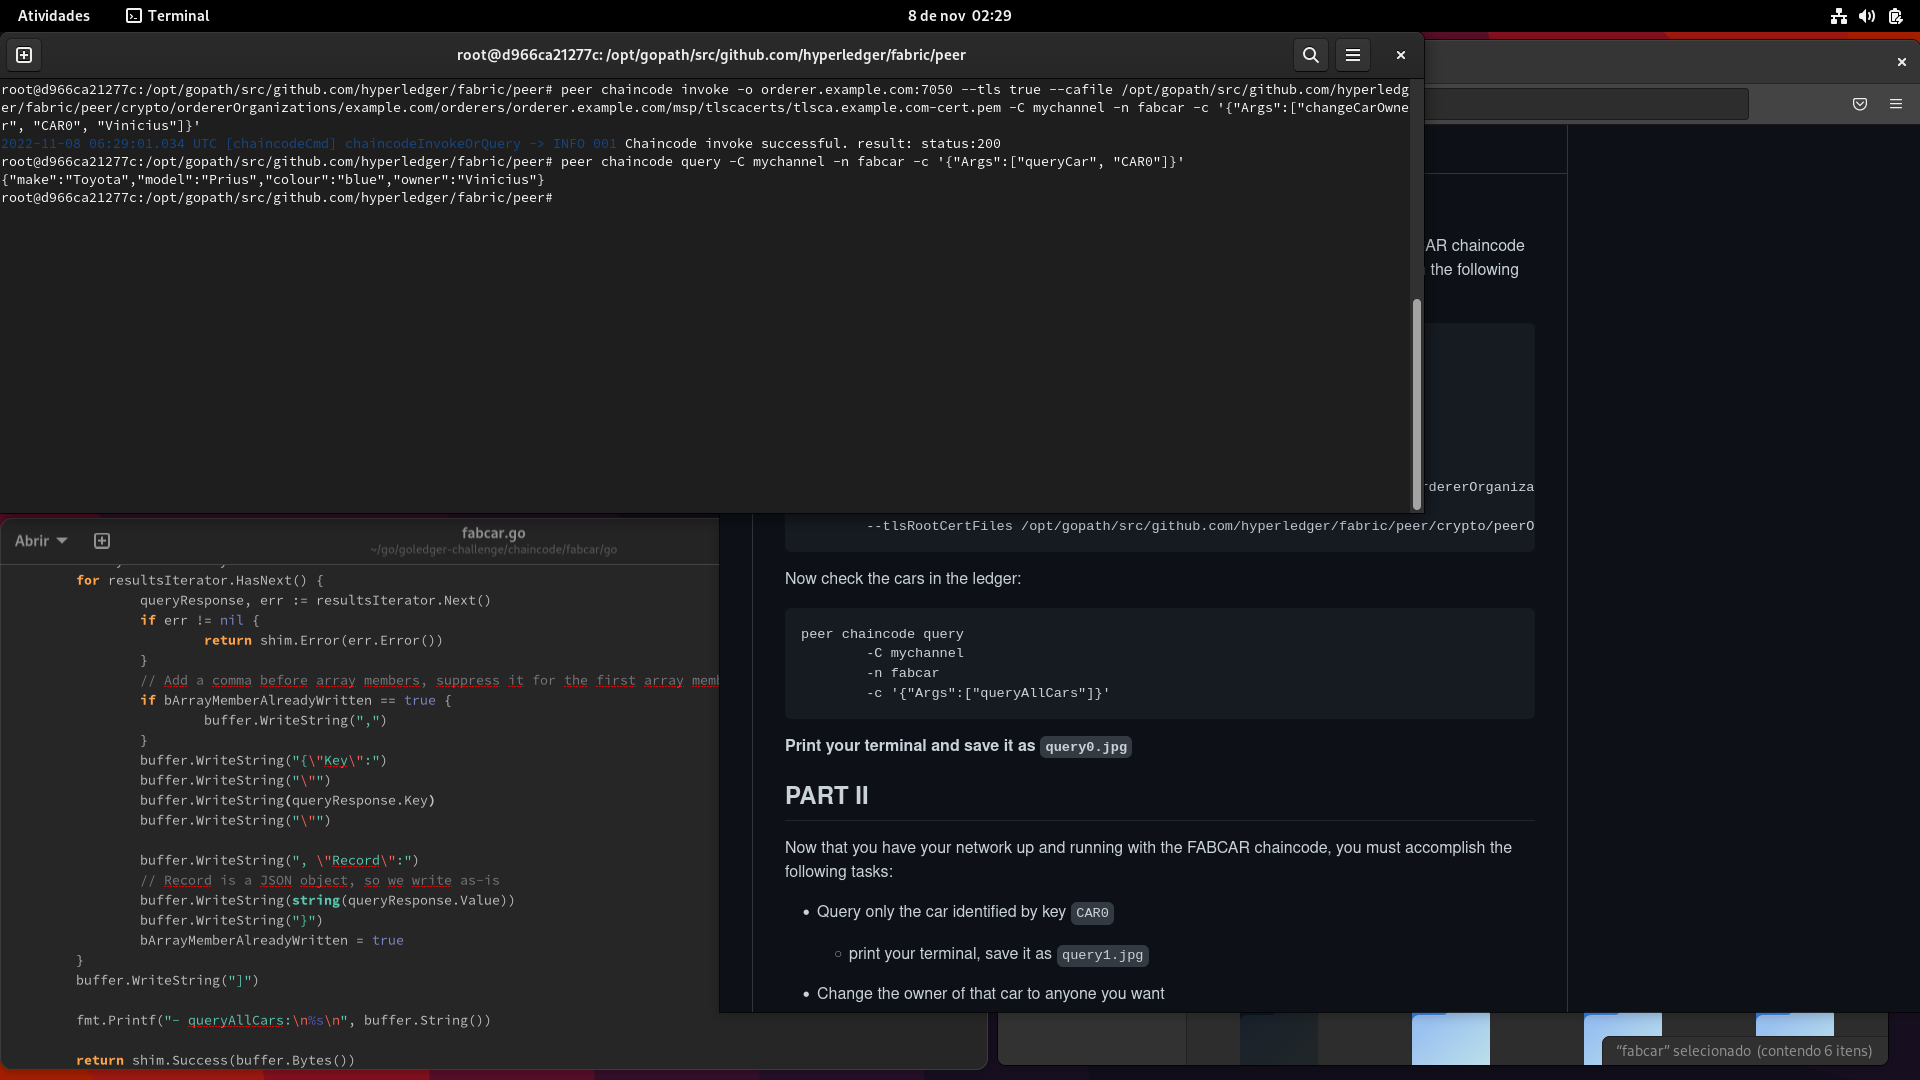 Atividades
Terminal
8 de nov 02:29
root@d966ca21277c: /opt/gopath/src/github.com/hyperledger/fabric/peer
root@d966ca21277c:/opt/gopath/src/github.com/hyperledger/fabric/peer# peer chaincode invoke -o orderer.example.com:7050 --tls true --cafile /opt/gopath/src/github.com/hyperledg
er/fabric/peer/crypto/ordererOrganizations/example.com/orderers/orderer.example.com/msp/tlscacerts/tlsca.example.com-cert.pem -C mychannel -n fabcar -c '{"Args":["changeCarOwne
r", "CAR0", "Vinicius"]}'
2022-11-08 06:29:01.034 UTC [chaincodeCmd] chaincodeInvokeOrQuery -> INFO 001 Chaincode invoke successful. result: status:200
root@d966ca21277c:/opt/gopath/src/github.com/hyperledger/fabric/peer# peer chaincode query -C mychannel -n fabcar -c '{"Args":["queryCar", "CAR0"]}'
{"make":"Toyota","model":"Prius","colour":"blue","owner":"Vinicius"}
root@d966ca21277c:/opt/gopath/src/github.com/hyperledger/fabric/peer#
AR chaincode
the following
rdererOrganiza
--tlsRootCertFiles /opt/gopath/src/github.com/hyperledger/fabric/peer/crypto/peerO
Now check the cars in the ledger:
peer chaincode query
-C mychannel
-n fabcar
-c '{"Args":["queryAllCars"]}'
Print your terminal and save it as query0.jpg
PART II
Now that you have your network up and running with the FABCAR chaincode, you must accomplish the
following tasks:
• Query only the car identified by key CAR0
◦ print your terminal, save it as query1.jpg
• Change the owner of that car to anyone you want
Abrir
fabcar.go
~/go/goledger-challenge/chaincode/fabcar/go
for resultsIterator.HasNext() {
queryResponse, err := resultsIterator.Next()
if err != nil {
return shim.Error(err.Error())
}
// Add a comma before array members, suppress it for the first array memb
if bArrayMemberAlreadyWritten == true {
buffer.WriteString(",")
}
buffer.WriteString("{\"Key\":")
buffer.WriteString("\"")
buffer.WriteString(queryResponse.Key)
buffer.WriteString("\"")
buffer.WriteString(", \"Record\":")
// Record is a JSON object, so we write as-is
buffer.WriteString(string(queryResponse.Value))
buffer.WriteString("}")
bArrayMemberAlreadyWritten = true
}
buffer.WriteString("]")
fmt.Printf("- queryAllCars:\n%s\n", buffer.String())
return shim.Success(buffer.Bytes())
“fabcar” selecionado (contendo 6 itens)